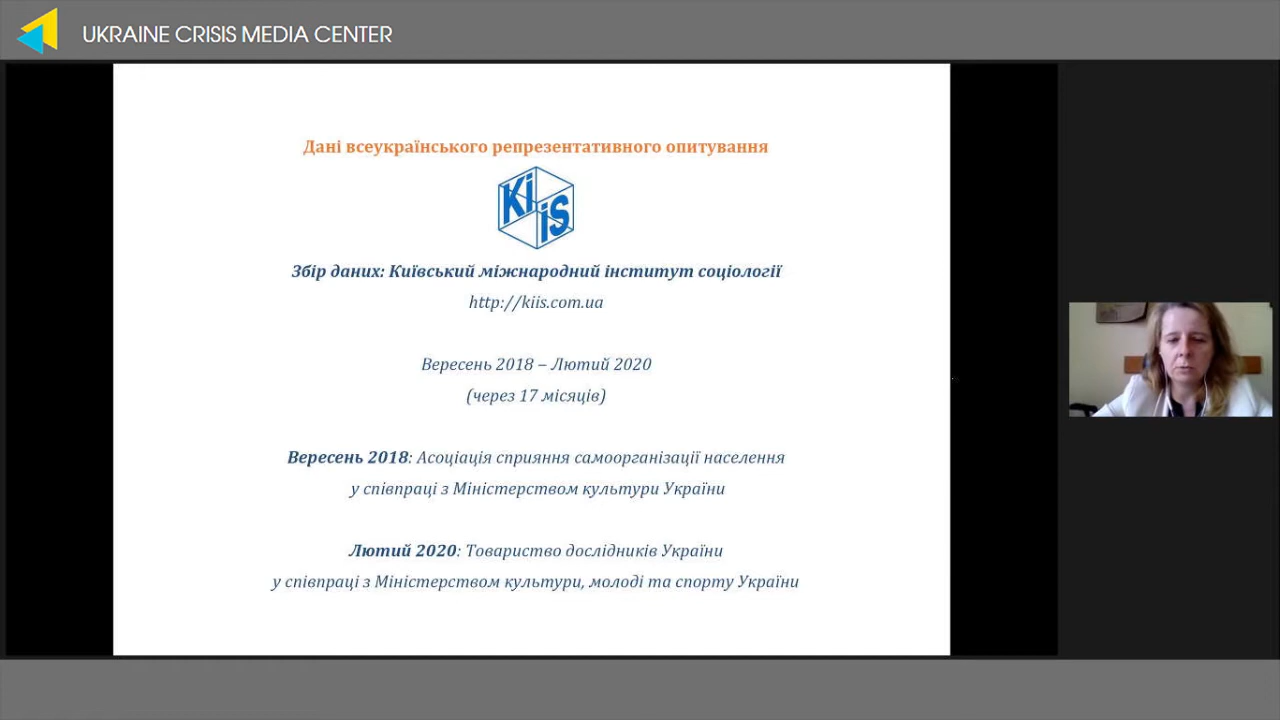 UKRAINE CRISIS MEDIA CENTER
Дані всеукраїнського репрезентативного опитування
Ki
iS
Збір даних: Київський міжнародний інститут соціології
http://kiis.com.ua
Вересень 2018 – Лютий 2020
(через 17 місяців)
Вересень 2018: Асоціація сприяння самоорганізації населення
у співпраці з Міністерством культури України
Лютий 2020: Товариство дослідників України
у співпраці з Міністерством культури, молоді та спорту України